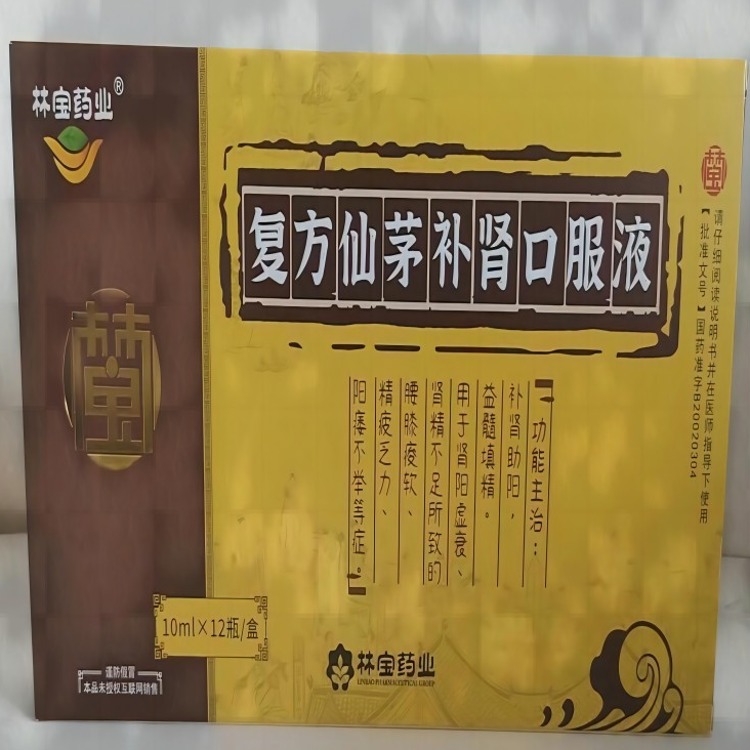 林宝药业®
复方仙茅补肾口服液
请仔细阅读说明书并在医师指导下使用
【批准文号】国药准字B20020304
功能主治：
补肾助阳，
益髓填精。
用于肾阳虚衰、
肾精不足所致的
腰膝痠软、
精疲乏力、
阳痿不举等症。
10ml×12瓶/盒
谨防假冒
本品未授权互联网销售
林宝药业
LINBAO PHARMACEUTICAL GROUP